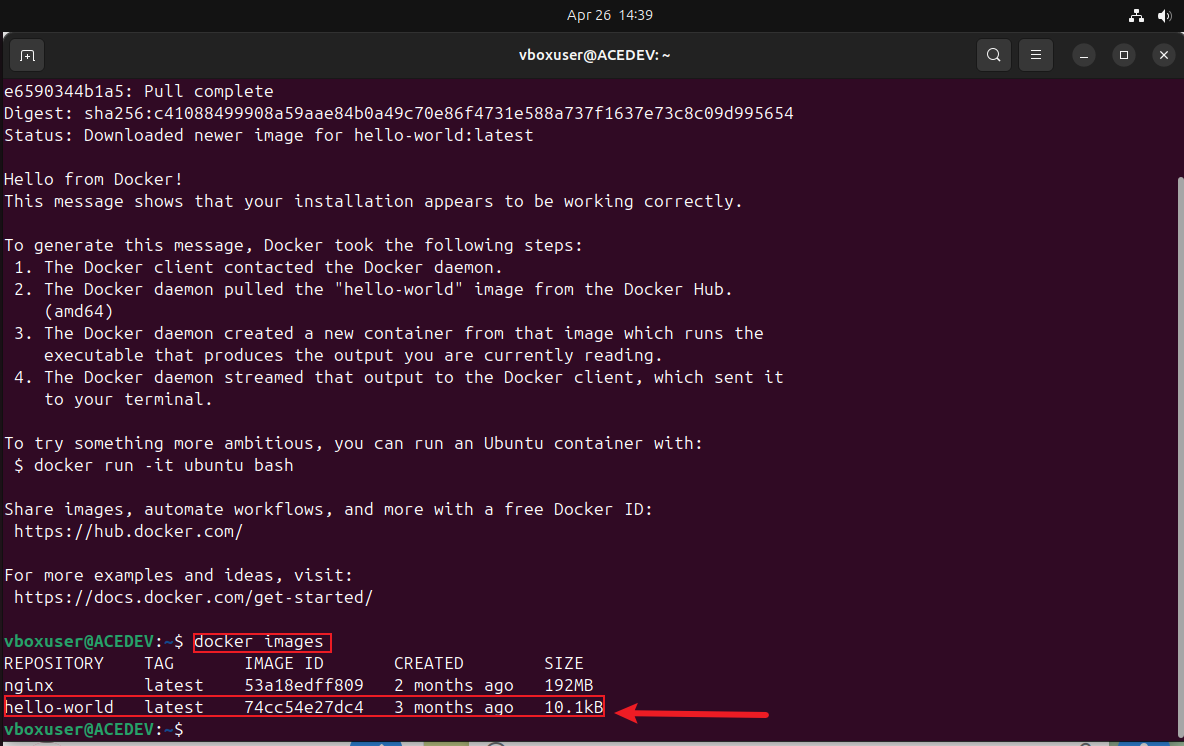 Apr 26 14:39
vboxuser@ACEDEV: ~
e6590344b1a5: Pull complete
Digest: sha256:c41088499908a59aae84b0a49c70e86f4731e588a737f1637e73c8c09d995654
Status: Downloaded newer image for hello-world:latest
Hello from Docker!
This message shows that your installation appears to be working correctly.
To generate this message, Docker took the following steps:
 1. The Docker client contacted the Docker daemon.
 2. The Docker daemon pulled the "hello-world" image from the Docker Hub.
    (amd64)
 3. The Docker daemon created a new container from that image which runs the
    executable that produces the output you are currently reading.
 4. The Docker daemon streamed that output to the Docker client, which sent it
    to your terminal.
To try something more ambitious, you can run an Ubuntu container with:
 $ docker run -it ubuntu bash
Share images, automate workflows, and more with a free Docker ID:
 https://hub.docker.com/
For more examples and ideas, visit:
 https://docs.docker.com/get-started/
vboxuser@ACEDEV:~$ docker images
REPOSITORY    TAG       IMAGE ID       CREATED        SIZE
nginx         latest    53a18edff809   2 months ago   192MB
hello-world   latest    74cc54e27dc4   3 months ago   10.1kB
vboxuser@ACEDEV:~$